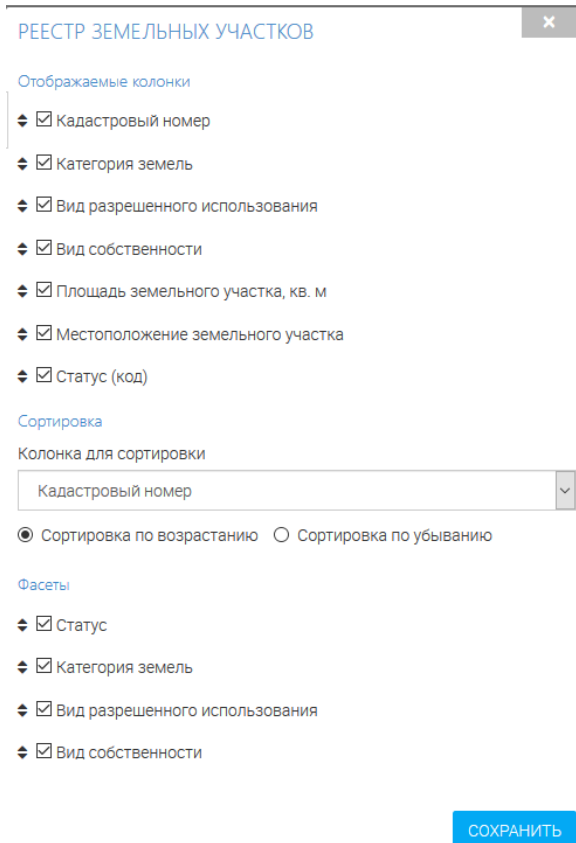 РЕЕСТР ЗЕМЕЛЬНЫХ УЧАСТКОВ
Отображаемые колонки
Кадастровый номер
Категория земель
Вид разрешенного использования
Вид собственности
Площадь земельного участка, кв. м
Местоположение земельного участка
Статус (код)
Сортировка
Колонка для сортировки
Кадастровый номер
Сортировка по возрастанию Сортировка по убыванию
Фасеты
Статус
Категория земель
Вид разрешенного использования
Вид собственности
СОХРАНИТЬ